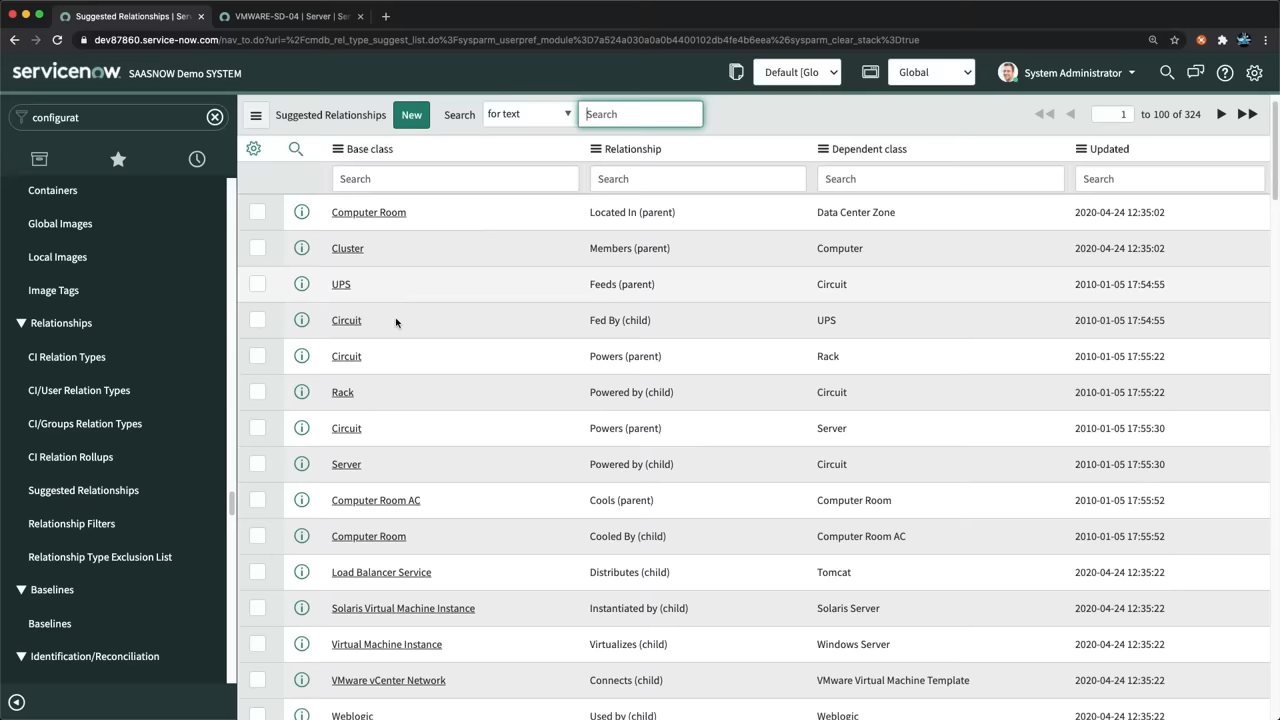 Suggested Relationships | Serv
VMWARE-SD-04 | Server | Se
dev87860.service-now.com/nav_to.do?uri=%2Fcmdb_rel_type_suggest_list.do%3Fsysparm_userpref_module%3D7a524a030a0a0b4400102db4fe4b6eea%26sysparm_clear_stack%3Dtrue
servicenow SAASNOW Demo SYSTEM
Default [Glo
Global
System Administrator
configurat
Containers
Global Images
Local Images
Image Tags
Relationships
CI Relation Types
CI/User Relation Types
CI/Groups Relation Types
CI Relation Rollups
Suggested Relationships
Relationship Filters
Relationship Type Exclusion List
Baselines
Baselines
Identification/Reconciliation
Suggested Relationships New Search for text Search 1 to 100 of 324
Base class Relationship Dependent class Updated
Search Search Search Search
Computer Room Located In (parent) Data Center Zone 2020-04-24 12:35:02
Cluster Members (parent) Computer 2020-04-24 12:35:02
UPS Feeds (parent) Circuit 2010-01-05 17:54:55
Circuit Fed By (child) UPS 2010-01-05 17:54:55
Circuit Powers (parent) Rack 2010-01-05 17:55:22
Rack Powered by (child) Circuit 2010-01-05 17:55:22
Circuit Powers (parent) Server 2010-01-05 17:55:30
Server Powered by (child) Circuit 2010-01-05 17:55:30
Computer Room AC Cools (parent) Computer Room 2010-01-05 17:55:52
Computer Room Cooled By (child) Computer Room AC 2010-01-05 17:55:52
Load Balancer Service Distributes (child) Tomcat 2020-04-24 12:35:22
Solaris Virtual Machine Instance Instantiated by (child) Solaris Server 2020-04-24 12:35:22
Virtual Machine Instance Virtualizes (child) Windows Server 2020-04-24 12:35:22
VMware vCenter Network Connects (child) VMware Virtual Machine Template 2020-04-24 12:35:22
Weblogic Used by (child) Weblogic 2020-04-24 12:35:22